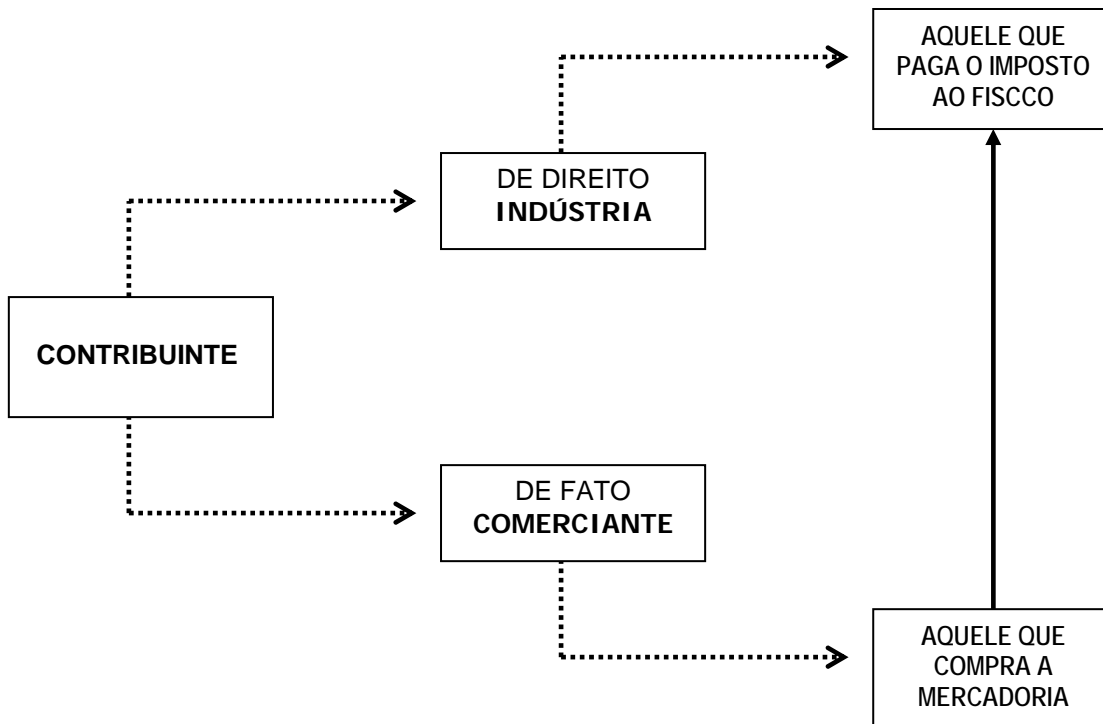 AQUELE QUE
PAGA O IMPOSTO
AO FISCCO
DE DIREITO
INDÚSTRIA
CONTRIBUINTE
DE FATO
COMERCIANTE
AQUELE QUE
COMPRA A
MERCADORIA